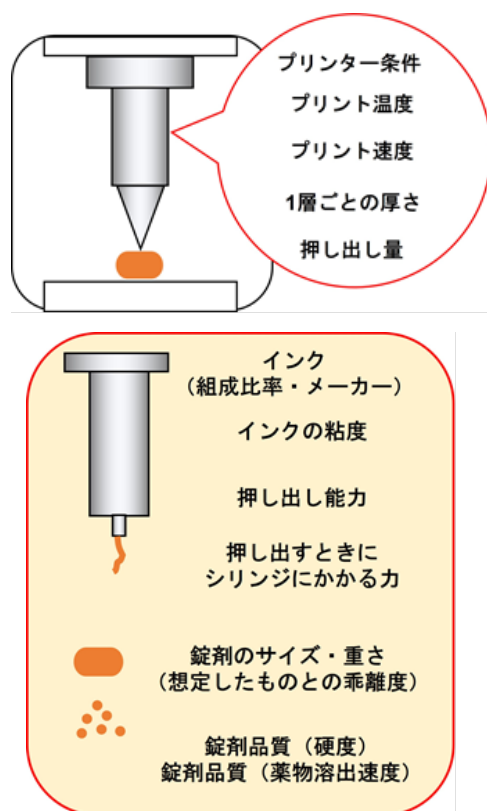 プリンター条件
プリント温度
プリント速度
1層ごとの厚さ
押し出し量
インク
（組成比率・メーカー）
インクの粘度
押し出し能力
押し出すときに
シリンジにかかる力
錠剤のサイズ・重さ
（想定したものとの乖離度）
錠剤品質（硬度）
錠剤品質（薬物溶出速度）